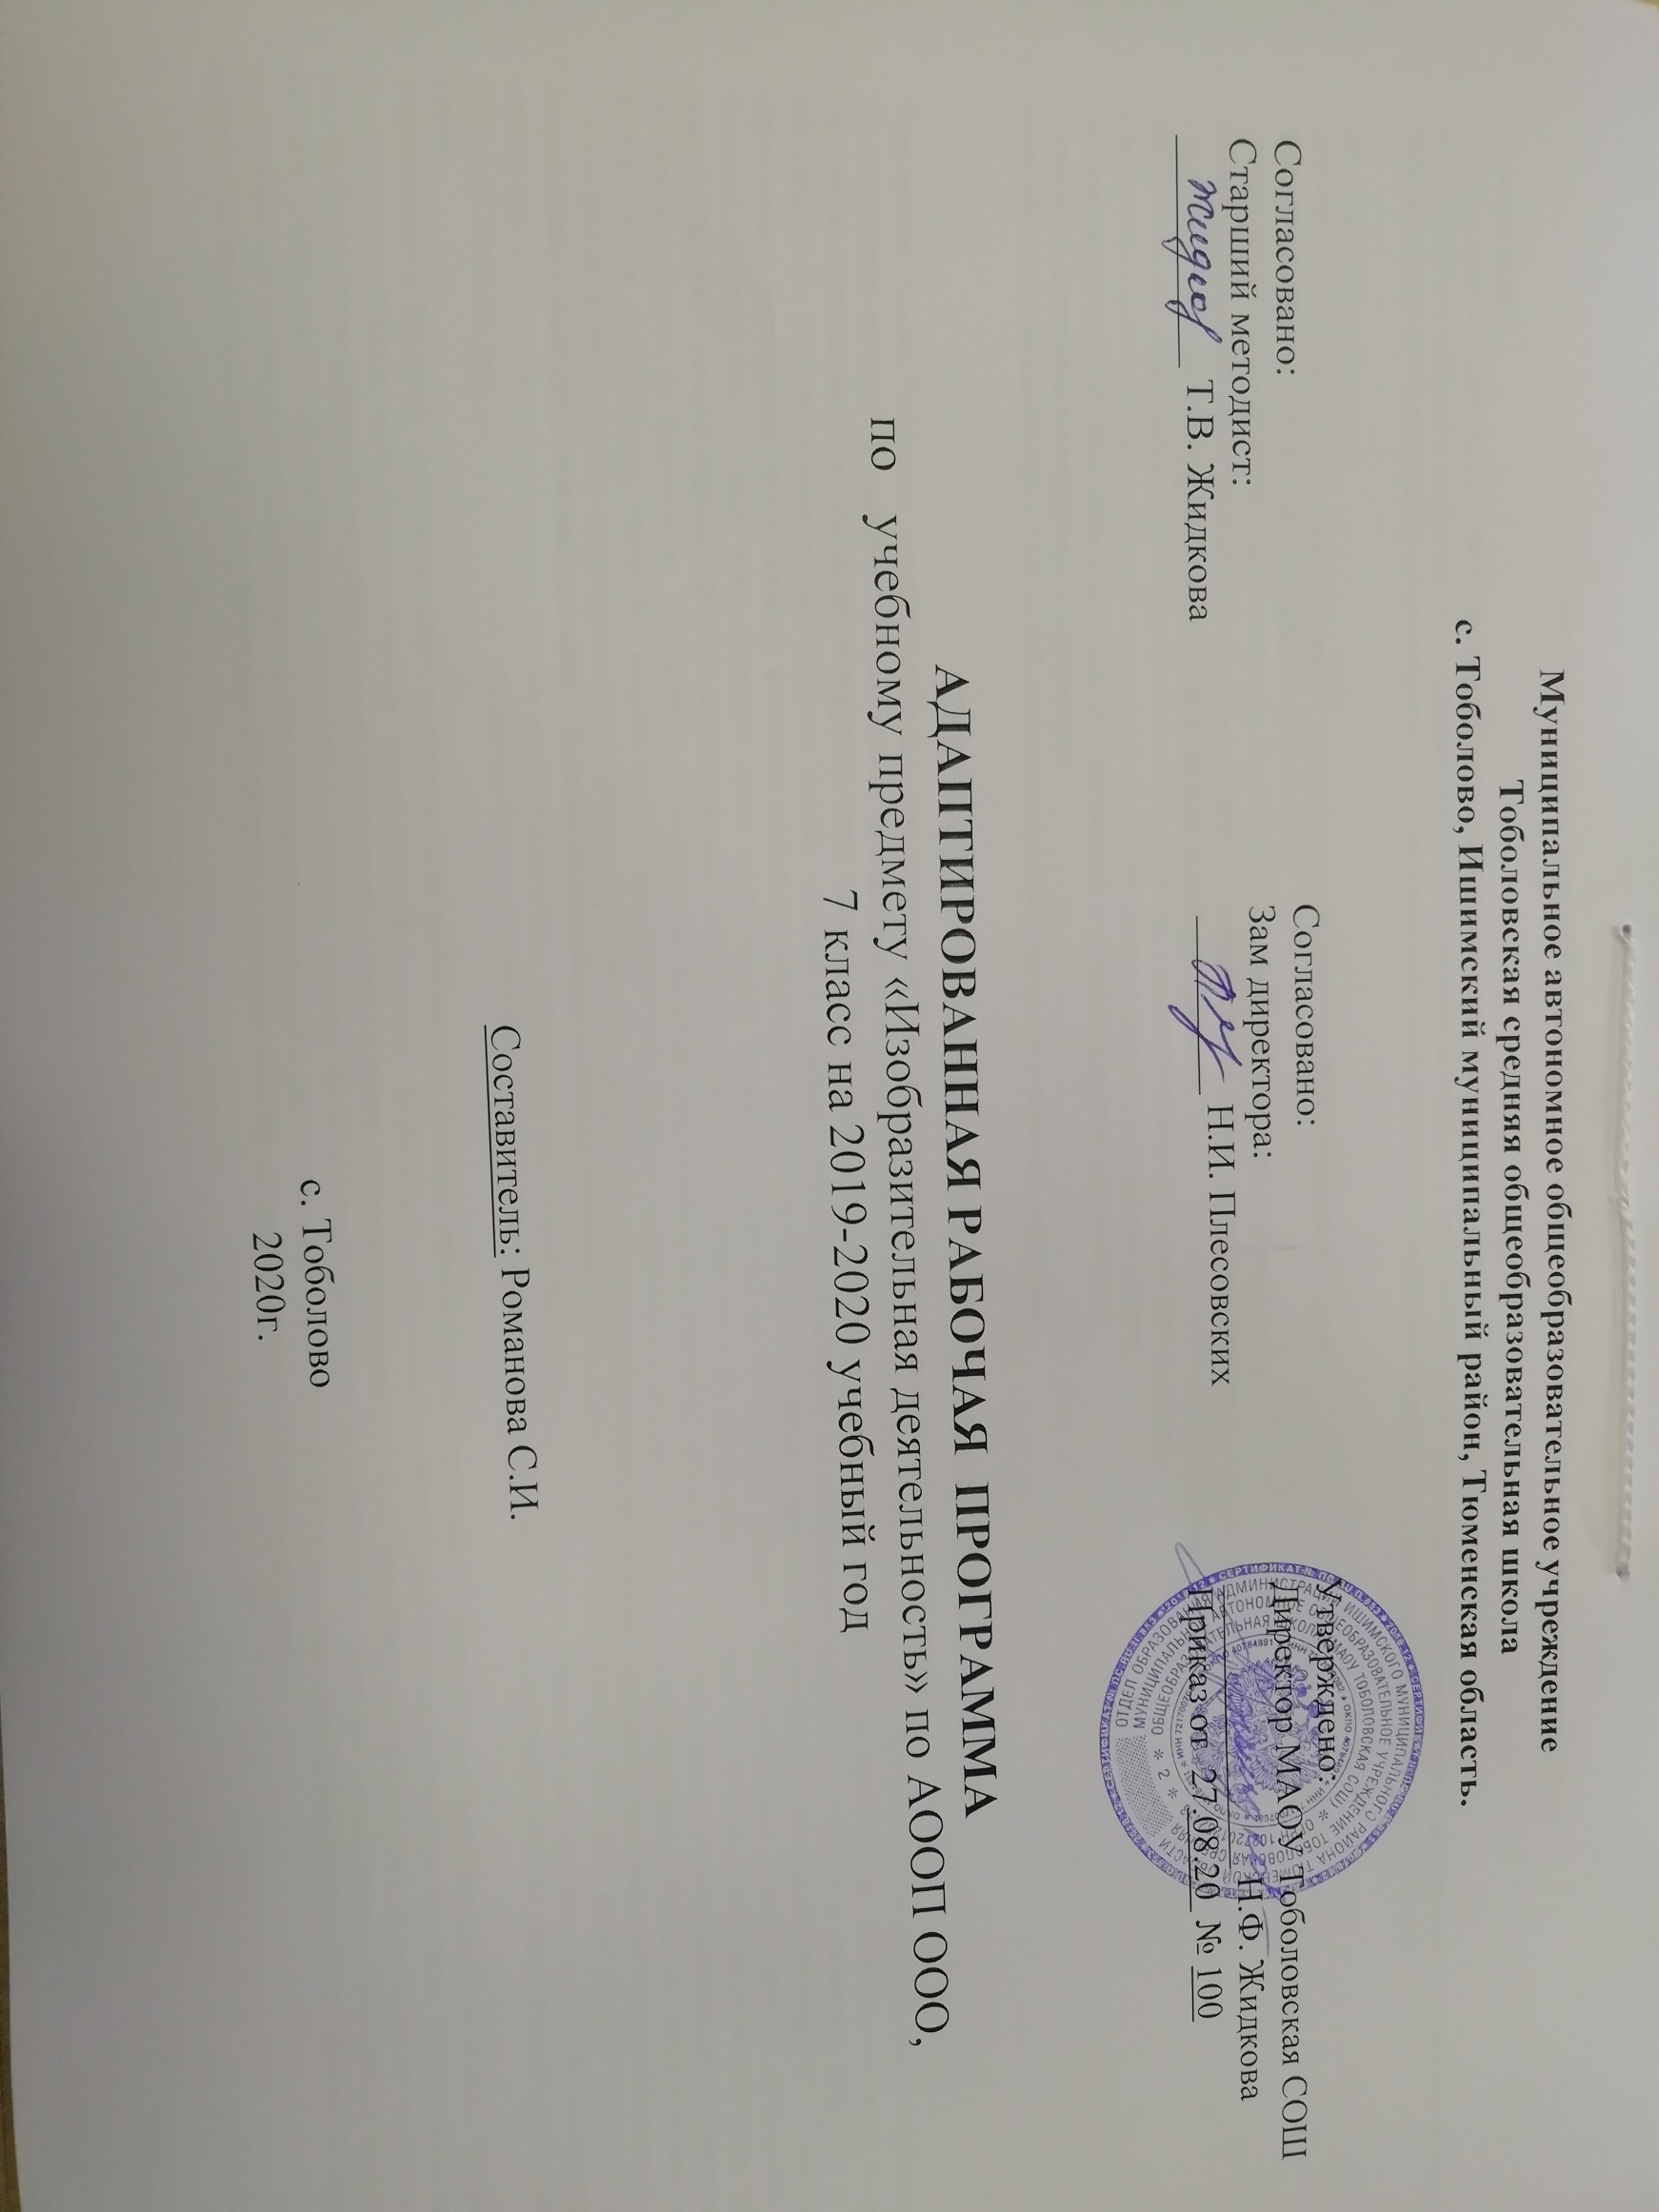 Муниципальное автономное общеобразовательное учреждение
Тоболовская средняя общеобразовательная школа
с. Тоболово, Ишимский муниципальный район, Тюменская область.
Согласовано:
Старший методист:
Т.В. Жидкова
Согласовано:
Зам директора:
Н.И. Плесовских
Утверждено:
Директор МАОУ Тоболовская СОШ
Н.Ф. Жидкова
Приказ от 27.08.20 № 100
АДАПТИРОВАННАЯ РАБОЧАЯ ПРОГРАММА
по учебному предмету «Изобразительная деятельность» по АООП ООО,
7 класс на 2019-2020 учебный год
Составитель: Романова С.И.
с. Тоболово
2020г.